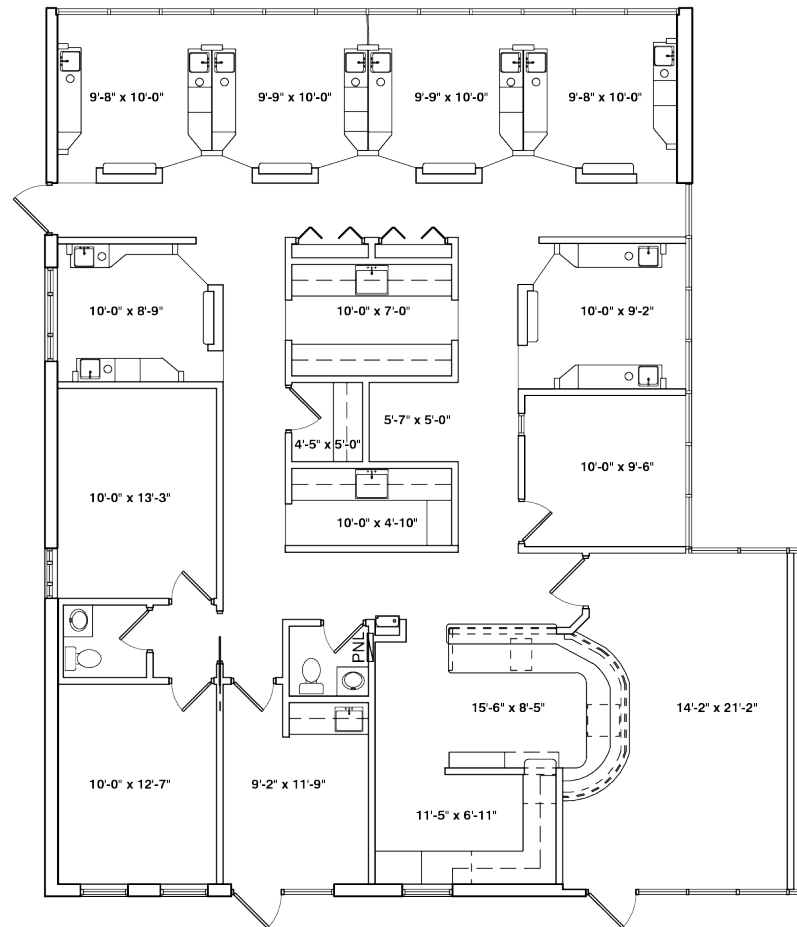 9'-8" x 10'-0"
9'-9" x 10'-0"
9'-9" x 10'-0"
9'-8" x 10'-0"
10'-0" x 8'-9"
10'-0" x 7'-0"
10'-0" x 9'-2"
5'-7" x 5'-0"
4'-5" x 5'-0"
10'-0" x 9'-6"
10'-0" x 13'-3"
10'-0" x 4'-10"
PNL
15'-6" x 8'-5"
14'-2" x 21'-2"
10'-0" x 12'-7"
9'-2" x 11'-9"
11'-5" x 6'-11"